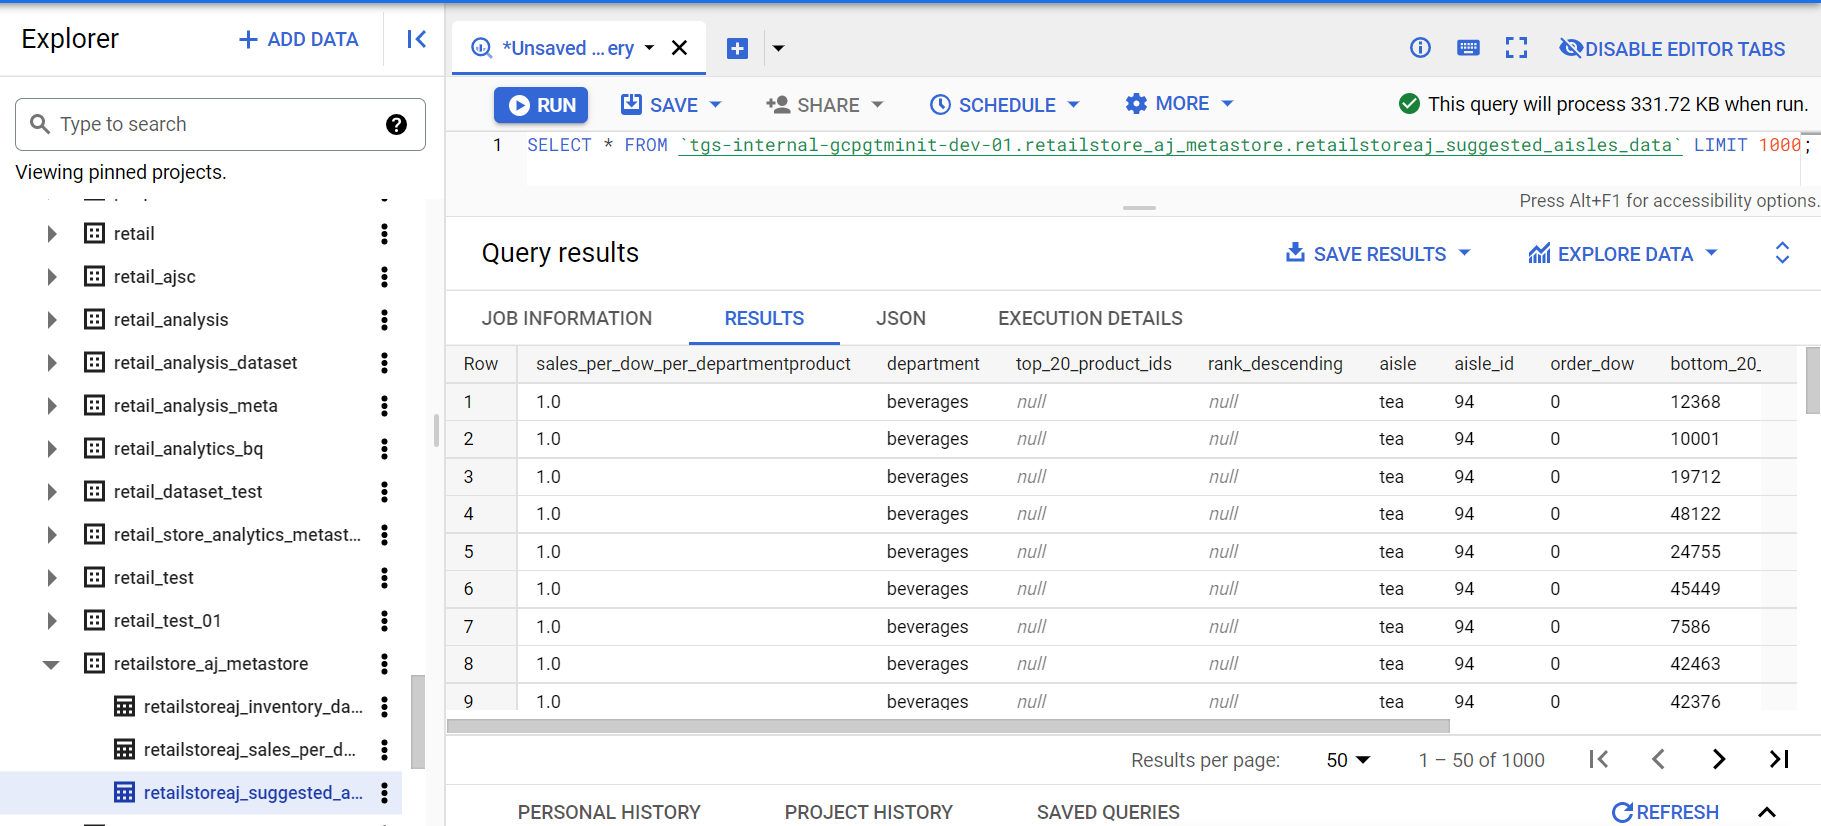 Explorer
+ ADD DATA
*Unsaved ...ery
DISABLE EDITOR TABS
Type to search
Viewing pinned projects.
retail
retail_ajsc
retail_analysis
retail_analysis_dataset
retail_analysis_meta
retail_analytics_bq
retail_dataset_test
retail_store_analytics_metast...
retail_test
retail_test_01
retailstore_aj_metastore
retailstoreaj_inventory_da...
retailstoreaj_sales_per_d...
retailstoreaj_suggested_a...
RUN SAVE SHARE SCHEDULE MORE This query will process 331.72 KB when run.
1 SELECT * FROM `tgs-internal-gcpgtminit-dev-01.retailstore_aj_metastore.retailstoreaj_suggested_aisles_data` LIMIT 1000;
Press Alt+F1 for accessibility options.
Query results SAVE RESULTS EXPLORE DATA
JOB INFORMATION RESULTS JSON EXECUTION DETAILS
Row sales_per_dow_per_departmentproduct department top_20_product_ids rank_descending aisle aisle_id order_dow bottom_20_
1 1.0 beverages null null tea 94 0 12368
2 1.0 beverages null null tea 94 0 10001
3 1.0 beverages null null tea 94 0 19712
4 1.0 beverages null null tea 94 0 48122
5 1.0 beverages null null tea 94 0 24755
6 1.0 beverages null null tea 94 0 45449
7 1.0 beverages null null tea 94 0 7586
8 1.0 beverages null null tea 94 0 42463
9 1.0 beverages null null tea 94 0 42376
Results per page: 50 1 – 50 of 1000
PERSONAL HISTORY PROJECT HISTORY SAVED QUERIES REFRESH